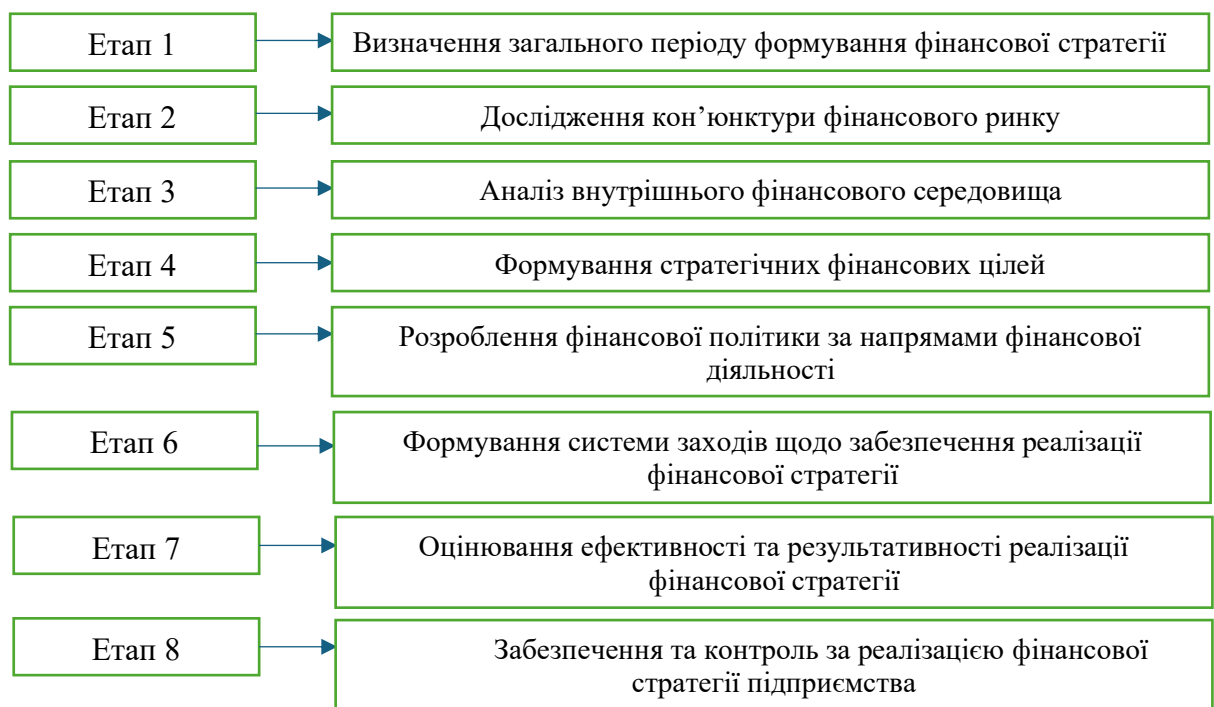 Етап 1
Визначення загального періоду формування фінансової стратегії
Етап 2
Дослідження кон’юнктури фінансового ринку
Етап 3
Аналіз внутрішнього фінансового середовища
Етап 4
Формування стратегічних фінансових цілей
Етап 5
Розроблення фінансової політики за напрямами фінансової
діяльності
Етап 6
Формування системи заходів щодо забезпечення реалізації
фінансової стратегії
Етап 7
Оцінювання ефективності та результативності реалізації
фінансової стратегії
Етап 8
Забезпечення та контроль за реалізацією фінансової
стратегії підприємства